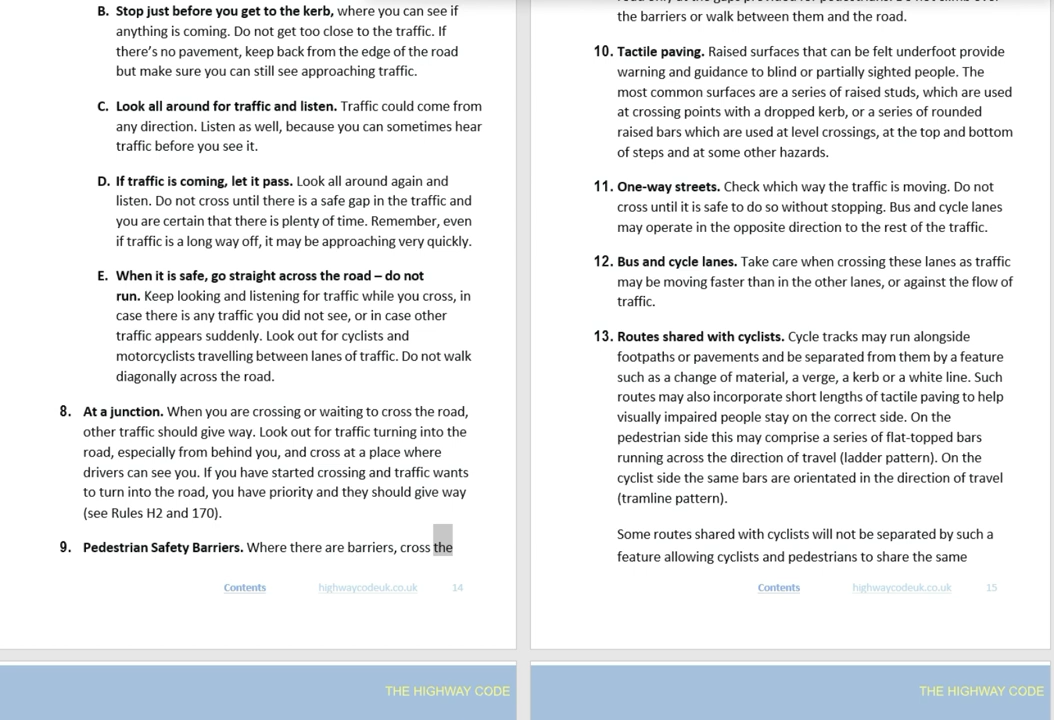 B. Stop just before you get to the kerb, where you can see if
anything is coming. Do not get too close to the traffic. If
there's no pavement, keep back from the edge of the road
but make sure you can still see approaching traffic.
C. Look all around for traffic and listen. Traffic could come from
any direction. Listen as well, because you can sometimes hear
traffic before you see it.
D. If traffic is coming, let it pass. Look all around again and
listen. Do not cross until there is a safe gap in the traffic and
you are certain that there is plenty of time. Remember, even
if traffic is a long way off, it may be approaching very quickly.
E. When it is safe, go straight across the road – do not
run. Keep looking and listening for traffic while you cross, in
case there is any traffic you did not see, or in case other
traffic appears suddenly. Look out for cyclists and
motorcyclists travelling between lanes of traffic. Do not walk
diagonally across the road.
8. At a junction. When you are crossing or waiting to cross the road,
other traffic should give way. Look out for traffic turning into the
road, especially from behind you, and cross at a place where
drivers can see you. If you have started crossing and traffic wants
to turn into the road, you have priority and they should give way
(see Rules H2 and 170).
9. Pedestrian Safety Barriers. Where there are barriers, cross the
Contents highwaycodeuk.co.uk 14
the barriers or walk between them and the road.
10. Tactile paving. Raised surfaces that can be felt underfoot provide
warning and guidance to blind or partially sighted people. The
most common surfaces are a series of raised studs, which are used
at crossing points with a dropped kerb, or a series of rounded
raised bars which are used at level crossings, at the top and bottom
of steps and at some other hazards.
11. One-way streets. Check which way the traffic is moving. Do not
cross until it is safe to do so without stopping. Bus and cycle lanes
may operate in the opposite direction to the rest of the traffic.
12. Bus and cycle lanes. Take care when crossing these lanes as traffic
may be moving faster than in the other lanes, or against the flow of
traffic.
13. Routes shared with cyclists. Cycle tracks may run alongside
footpaths or pavements and be separated from them by a feature
such as a change of material, a verge, a kerb or a white line. Such
routes may also incorporate short lengths of tactile paving to help
visually impaired people stay on the correct side. On the
pedestrian side this may comprise a series of flat-topped bars
running across the direction of travel (ladder pattern). On the
cyclist side the same bars are orientated in the direction of travel
(tramline pattern).
Some routes shared with cyclists will not be separated by such a
feature allowing cyclists and pedestrians to share the same
Contents highwaycodeuk.co.uk 15
THE HIGHWAY CODE
THE HIGHWAY CODE